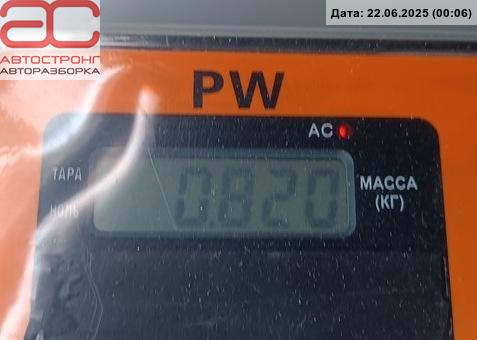 Дата: 22.06.2025 (00:06)
АС
АВТОСТРОНГ
АВТОРАЗБОРКА
PW
AC
ТАРА
НОЛЬ
0.820
МАССА
(КГ)